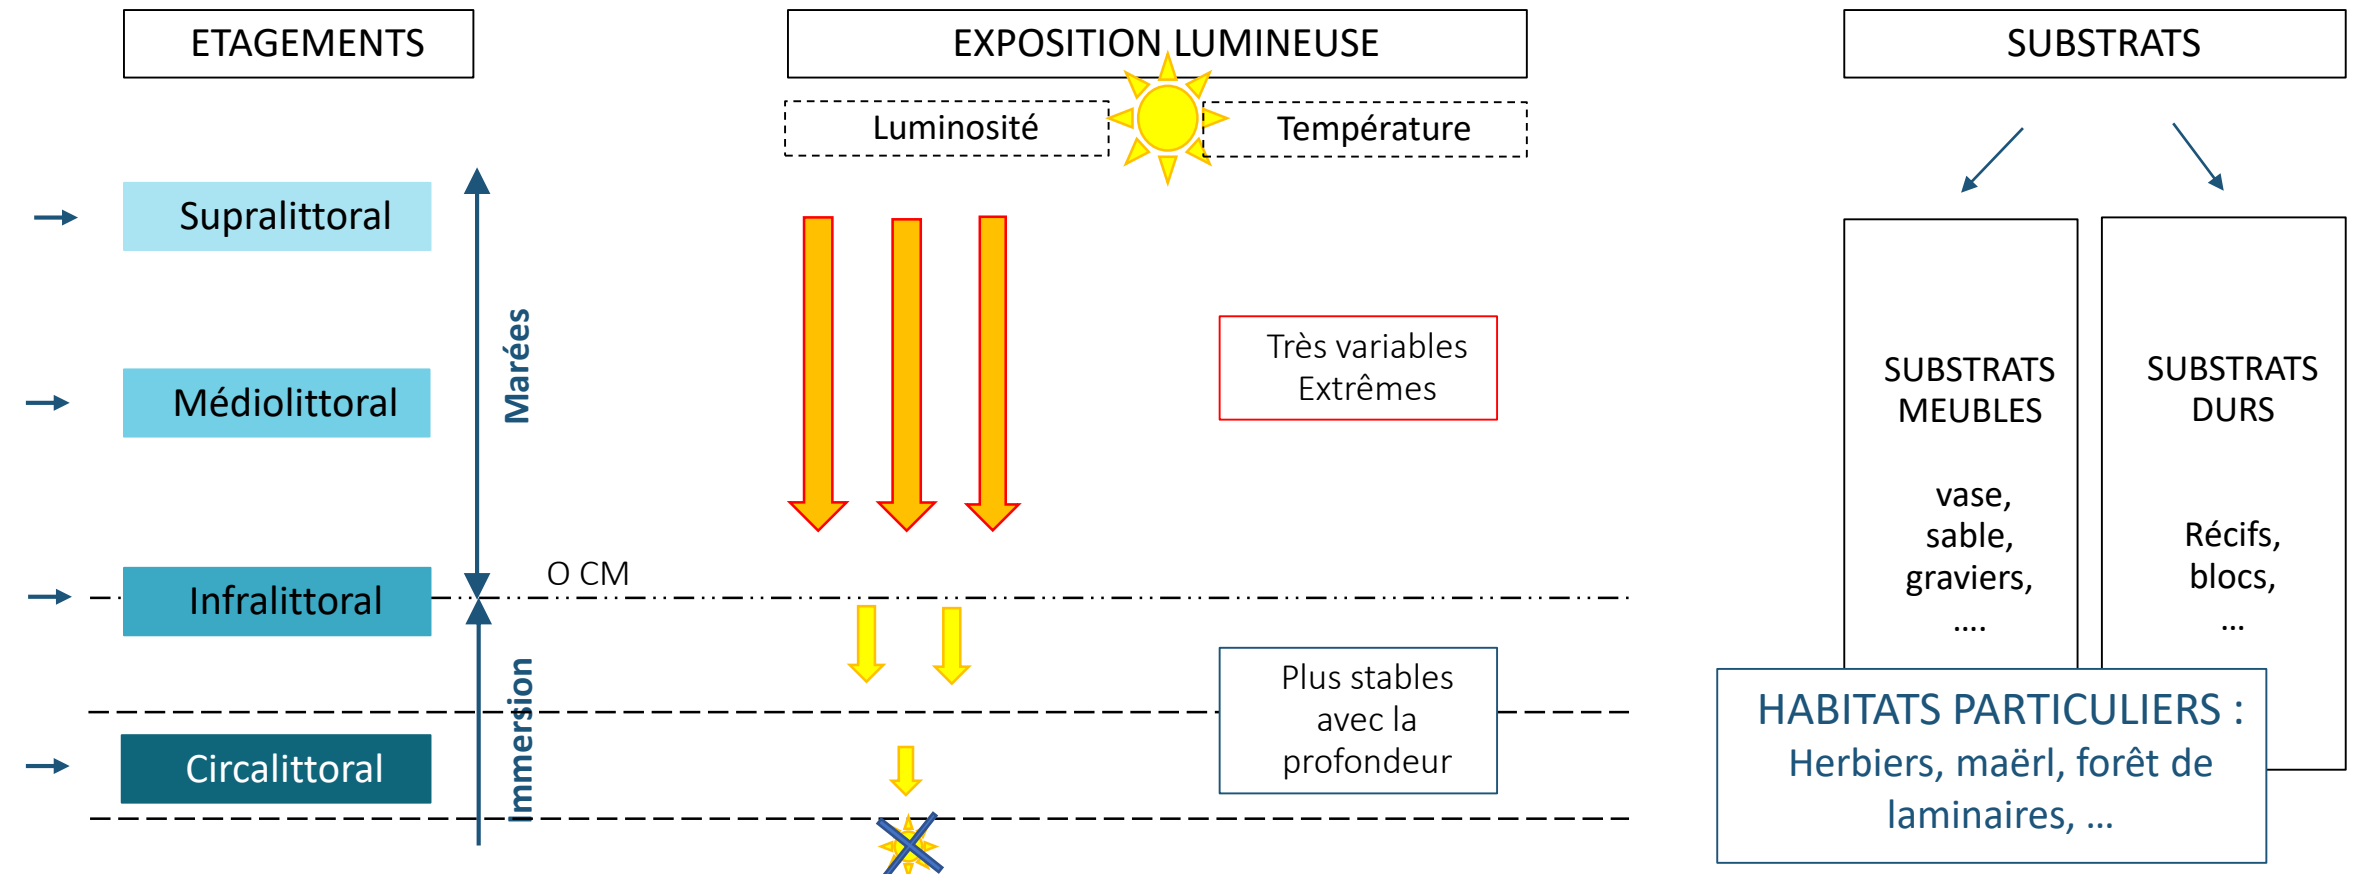 ETAGEMENTS
EXPOSITION LUMINEUSE
SUBSTRATS
Luminosité
Température
Supralittoral
Médiolittoral
Infralittoral
Circalittoral
Marées
Immersion
O CM
Très variables
Extrêmes
Plus stables
avec la
profondeur
SUBSTRATS
MEUBLES
vase,
sable,
graviers,
....
SUBSTRATS
DURS
Récifs,
blocs,
...
HABITATS PARTICULIERS :
Herbiers, maërl, forêt de
laminaires, ...